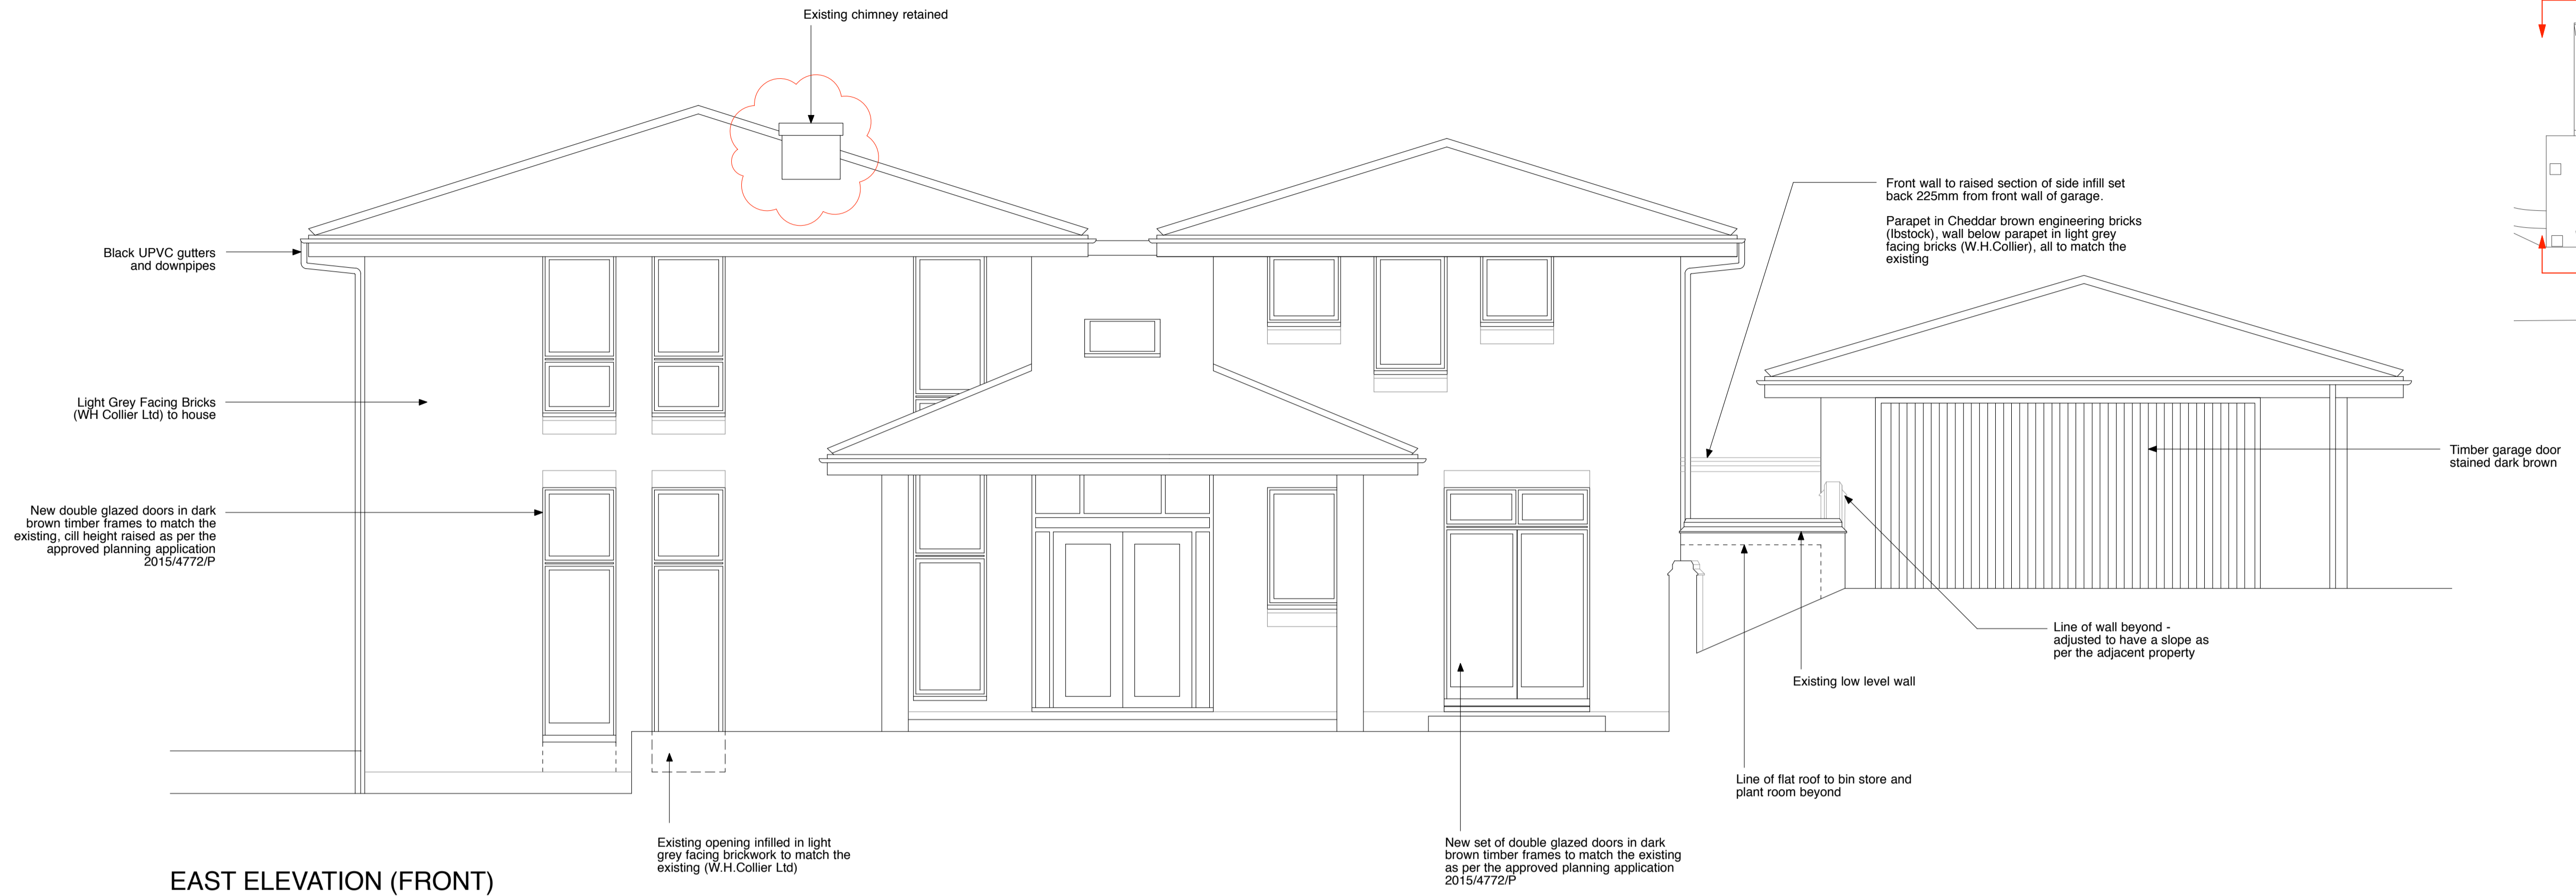 Existing chimney retained
Front wall to raised section of side infill set
back 225mm from front wall of garage.
Parapet in Cheddar brown engineering bricks
(Ibstock), wall below parapet in light grey
facing bricks (W.H.Collier), all to match the
existing
Black UPVC gutters
and downpipes
Light Grey Facing Bricks
(WH Collier Ltd) to house
Timber garage door
stained dark brown
New double glazed doors in dark
brown timber frames to match the
existing, cill height raised as per the
approved planning application
2015/4772/P
Line of wall beyond -
adjusted to have a slope as
per the adjacent property
Existing low level wall
Line of flat roof to bin store and
plant room beyond
Existing opening infilled in light
grey facing brickwork to match the
existing (W.H.Collier Ltd)
New set of double glazed doors in dark
brown timber frames to match the existing
as per the approved planning application
2015/4772/P
EAST ELEVATION (FRONT)